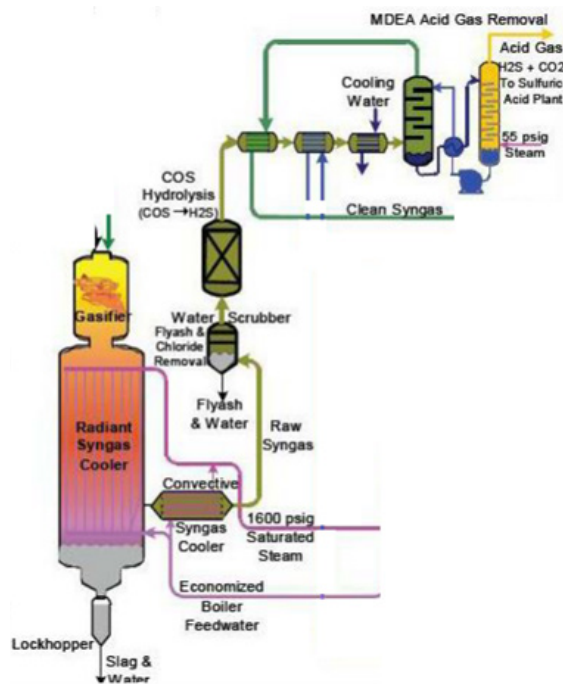 MDEA Acid Gas Removal
Acid Gas
H2S + CO2
To Sulfuric
Acid Plant
55 psig
Steam
Cooling
Water
COS
Hydrolysis
(COS→H2S)
Clean Syngas
Gasifier
Water Scrubber
Flyash &
Chloride
Removal
Flyash
& Water
Raw
Syngas
Radiant
Syngas
Cooler
Convective
Syngas
Cooler
1600 psig
Saturated
Steam
Economized
Boiler
Feedwater
Lockhopper
Slag &
Water